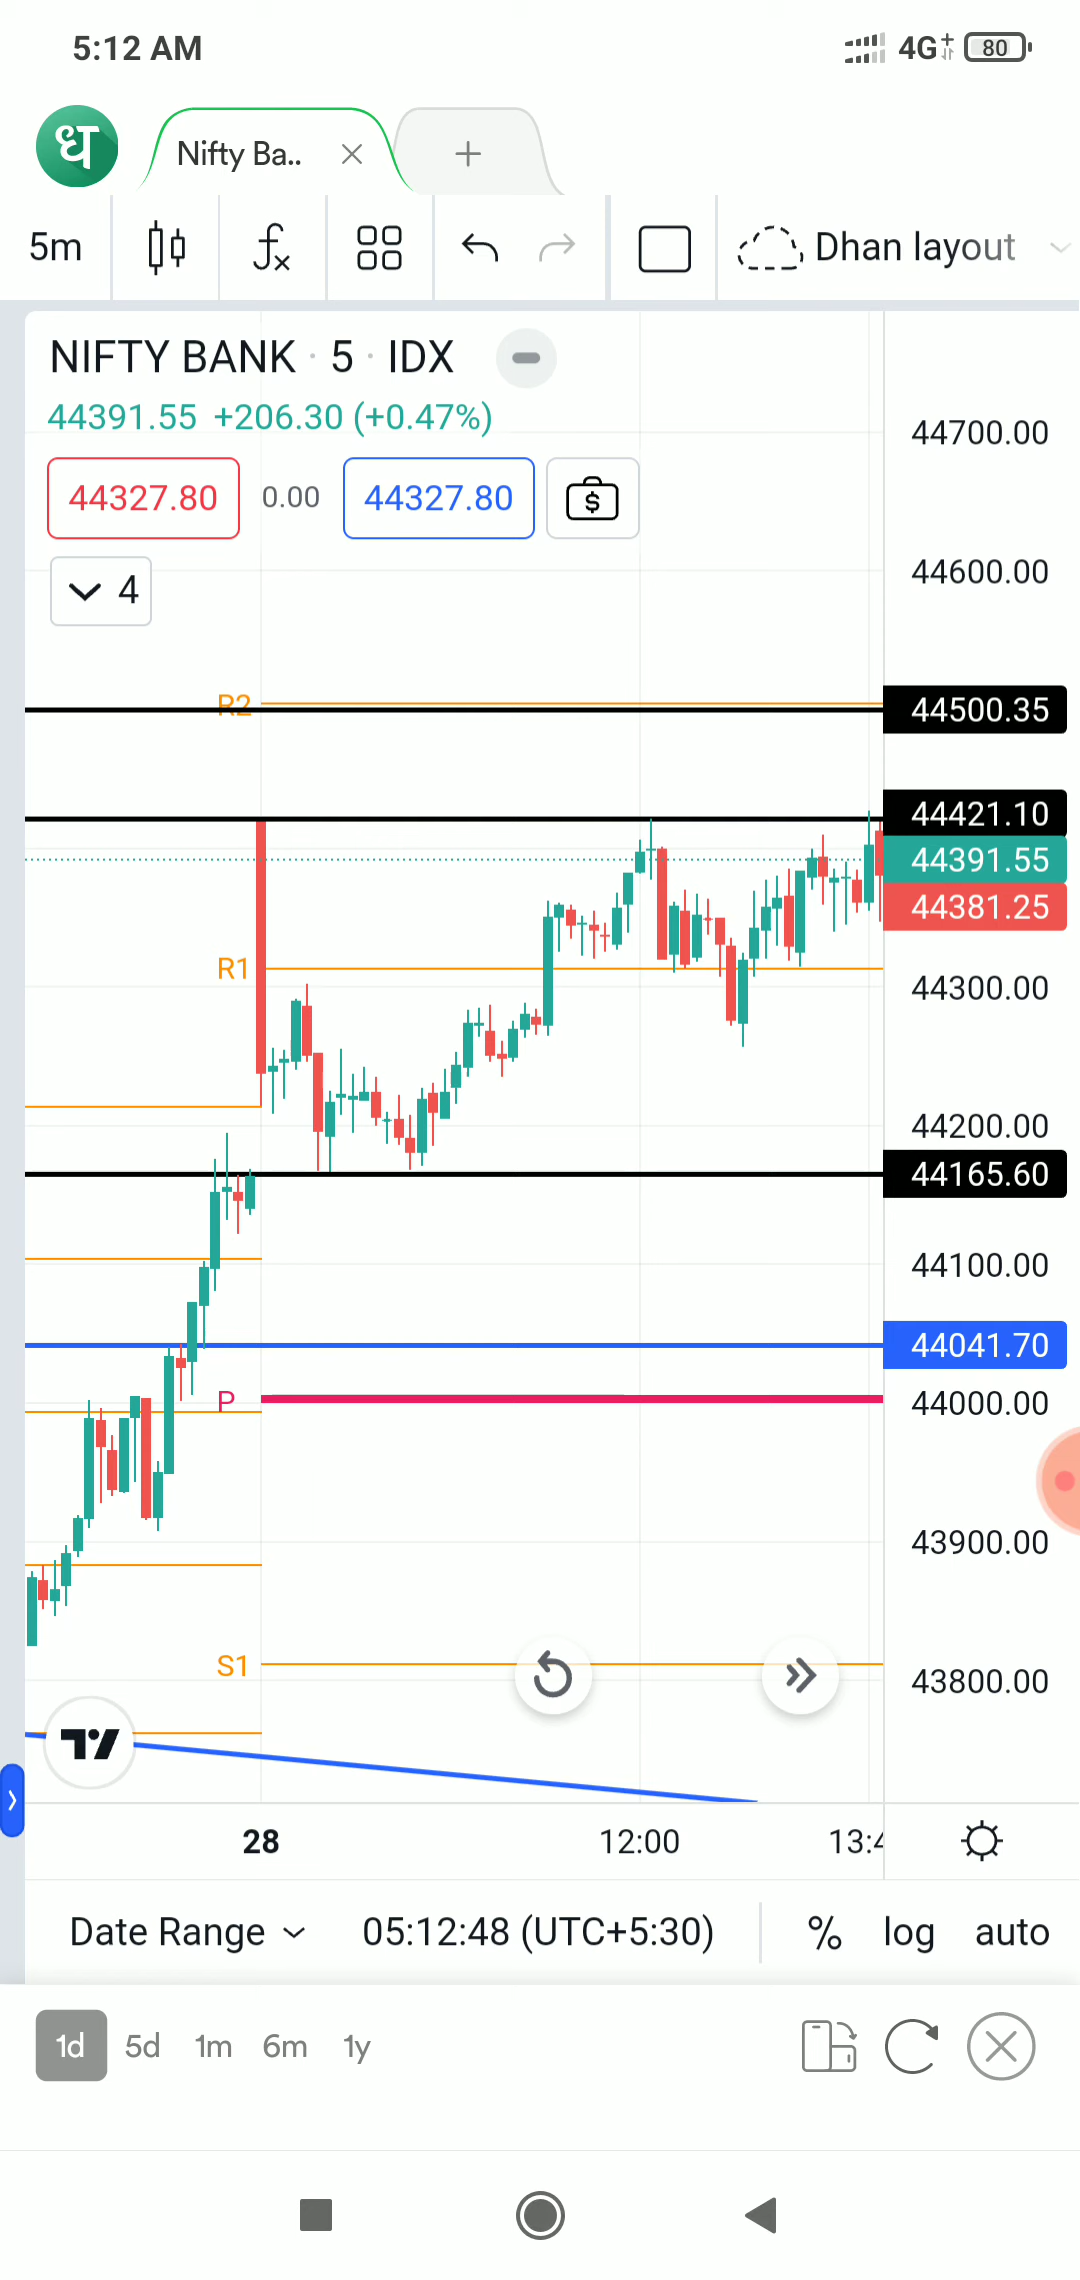 5:12 AM 4G 80
ध Nifty Ba.. × +
5m fx Dhan layout
NIFTY BANK · 5 · IDX
44391.55 +206.30 (+0.47%)
44700.00
44327.80 0.00 44327.80 $
44600.00
4
R2
44500.35
44421.10
44391.55
44381.25
R1
44300.00
44200.00
44165.60
44100.00
44041.70
P
44000.00
43900.00
S1
43800.00
28 12:00 13:4
Date Range 05:12:48 (UTC+5:30) % log auto
1d 5d 1m 6m 1y